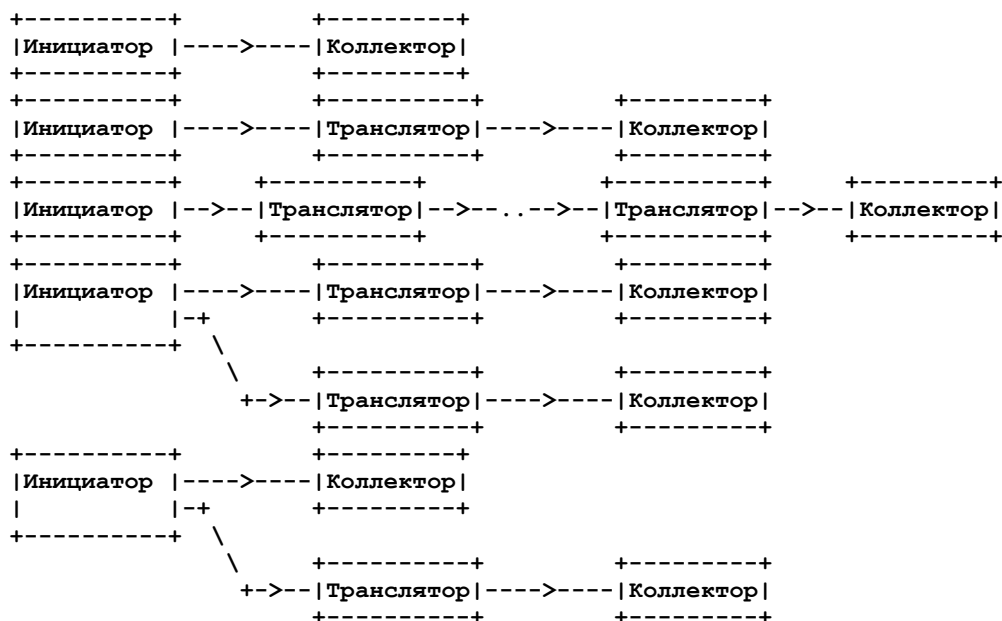 +----------+ +---------+
|Инициатор |---->----|Коллектор|
+----------+ +---------+
+----------+ +----------+ +---------+
|Инициатор |---->----|Транслятор|---->----|Коллектор|
+----------+ +----------+ +---------+
+----------+ +----------+ +----------+ +---------+
|Инициатор |-->--|Транслятор|-->--..-->--|Транслятор|-->--|Коллектор|
+----------+ +----------+ +----------+ +---------+
+----------+ +----------+ +---------+
|Инициатор |---->----|Транслятор|---->----|Коллектор|
| |-+ +----------+ +---------+
+----------+ \
\ +----------+ +---------+
+->--|Транслятор|---->----|Коллектор|
+----------+ +---------+
+----------+ +---------+
|Инициатор |---->----|Коллектор|
| |-+ +---------+
+----------+ \
\ +----------+ +---------+
+->--|Транслятор|---->----|Коллектор|
+----------+ +---------+